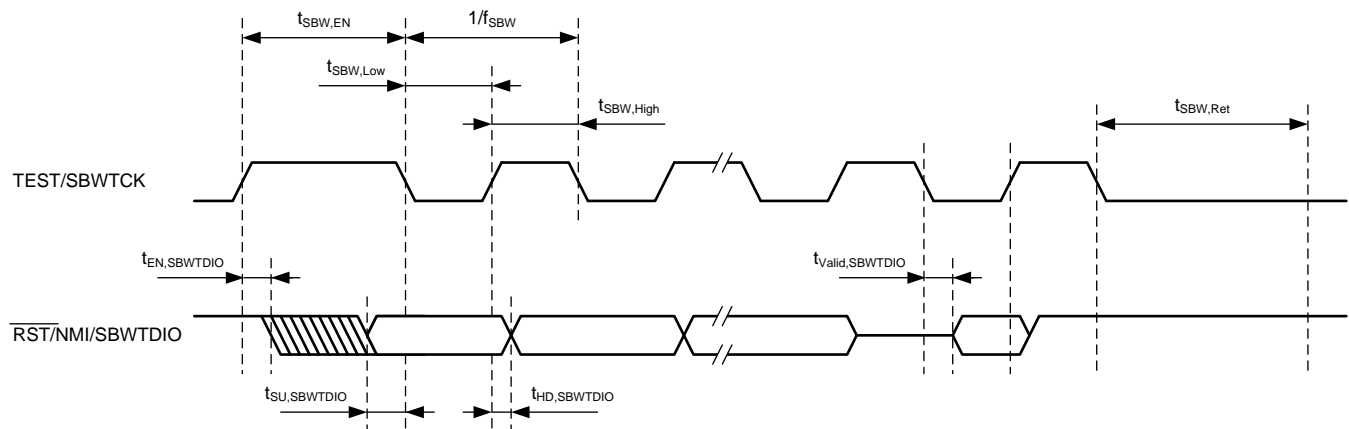 tSBW,EN
1/fSBW
tSBW,Low
tSBW,High
tSBW,Ret
TEST/SBWTCK
tEN,SBWTDIO
tValid,SBWTDIO
RST/NMI/SBWTDIO
tSU,SBWTDIO
tHD,SBWTDIO